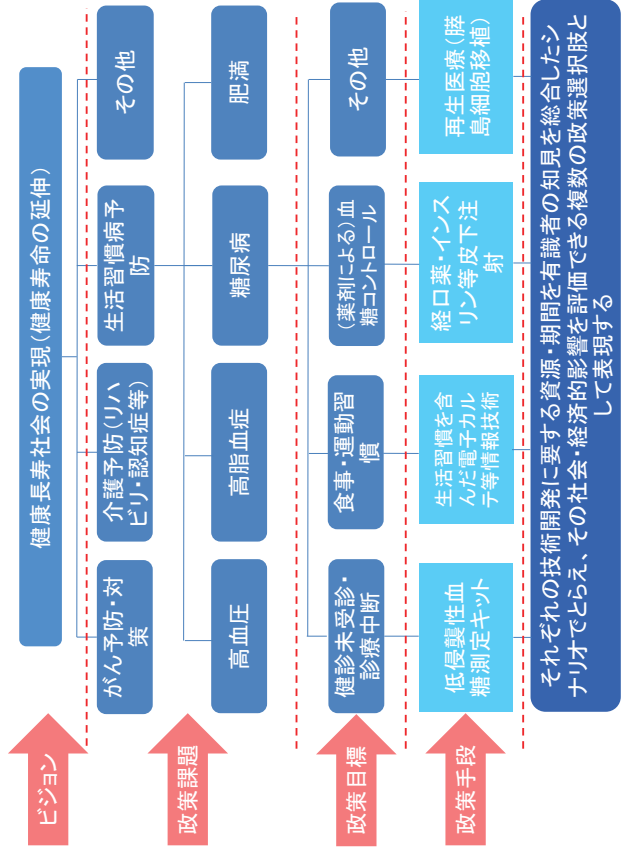 ビジョン
健康長寿社会の実現(健康寿命の延伸)
政策課題
がん予防・対
策
介護予防(リハ
ビリ・認知症等)
生活習慣病予
防
その他
高血圧
高脂血症
糖尿病
肥満
政策目標
健診未受診・
診療中断
食事・運動習
慣
(薬剤による)血
糖コントロール
その他
政策手段
低侵襲性血
糖測定キット
生活習慣を含
んだ電子カル
テ等情報技術
経口薬・インス
リン等皮下注
射
再生医療(膵
島細胞移植)
それぞれの技術開発に要する資源・期間を有識者の知見を総合したシ
ナリオでとらえ、その社会・経済的影響を評価できる複数の政策選択肢と
して表現する